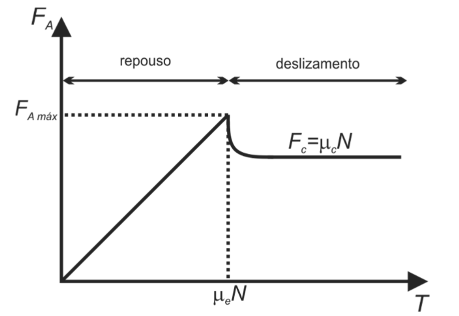 F_A
repouso
deslizamento
F_A máx
F_c=μ_cN
μ_eN
T